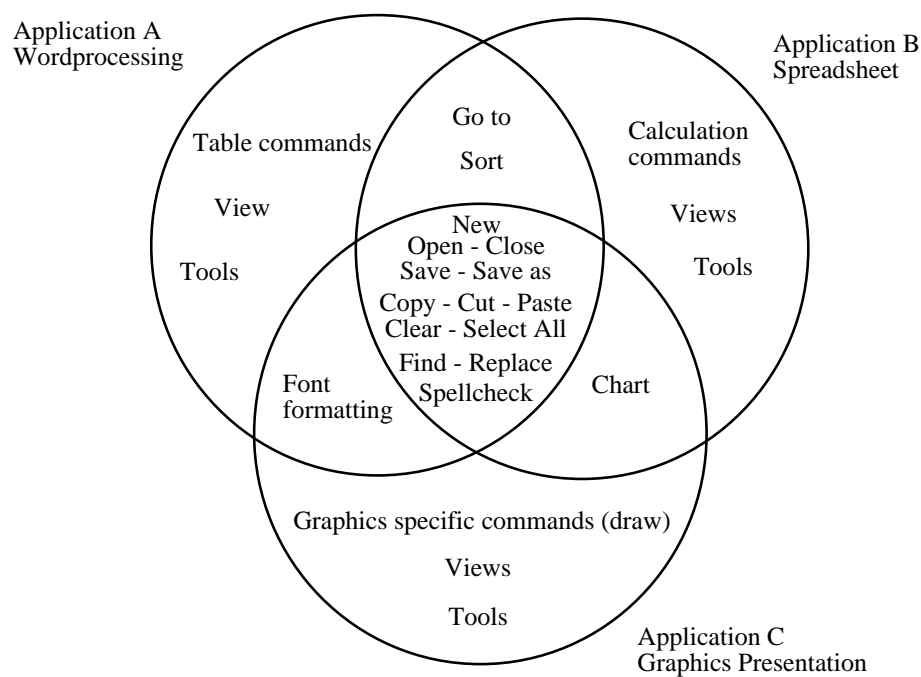 Application A
Wordprocessing
Application B
Spreadsheet
Go to
Sort
Table commands
View
Tools
Calculation
commands
Views
Tools
New
Open - Close
Save - Save as
Copy - Cut - Paste
Clear - Select All
Find - Replace
Spellcheck
Font
formatting
Chart
Graphics specific commands (draw)
Views
Tools
Application C
Graphics Presentation